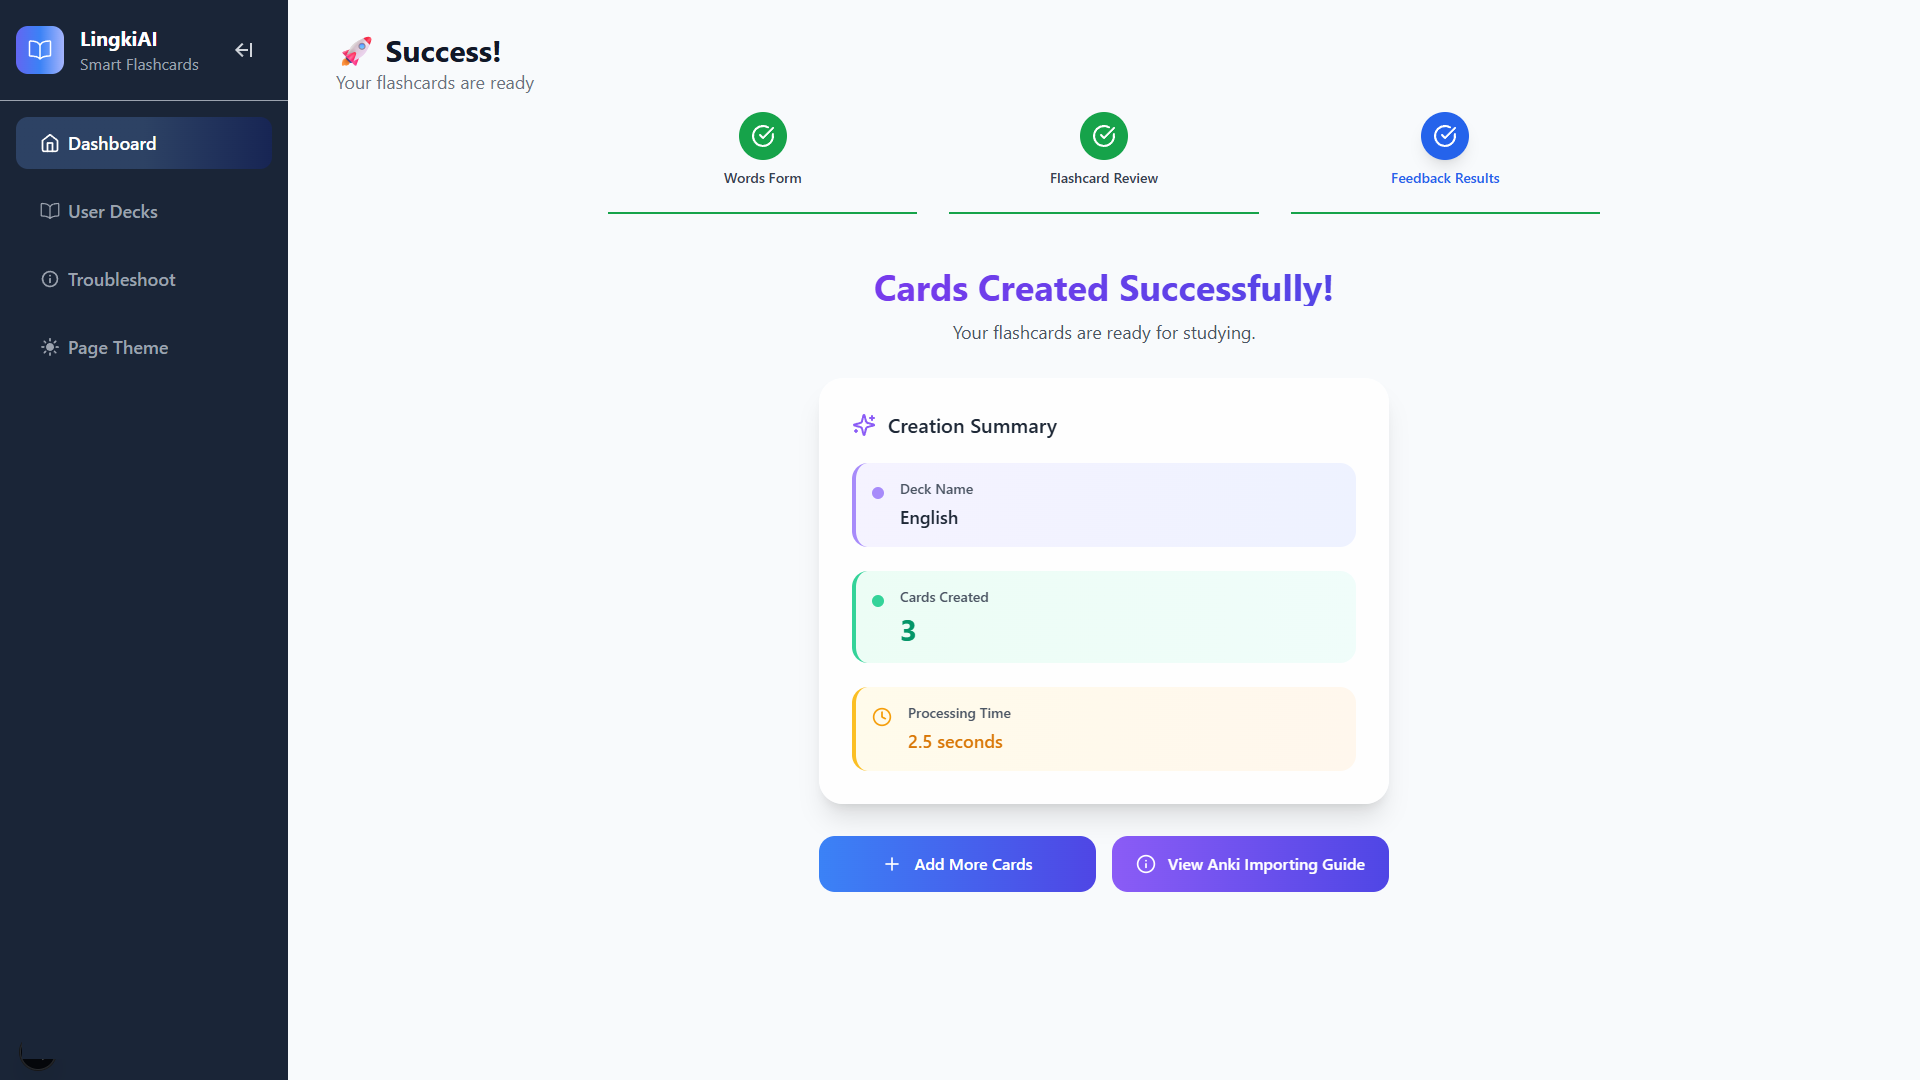 LingkiAI
Smart Flashcards
Dashboard
User Decks
Troubleshoot
Page Theme
Success!
Your flashcards are ready
Words Form
Flashcard Review
Feedback Results
Cards Created Successfully!
Your flashcards are ready for studying.
Creation Summary
Deck Name
English
Cards Created
3
Processing Time
2.5 seconds
Add More Cards
View Anki Importing Guide